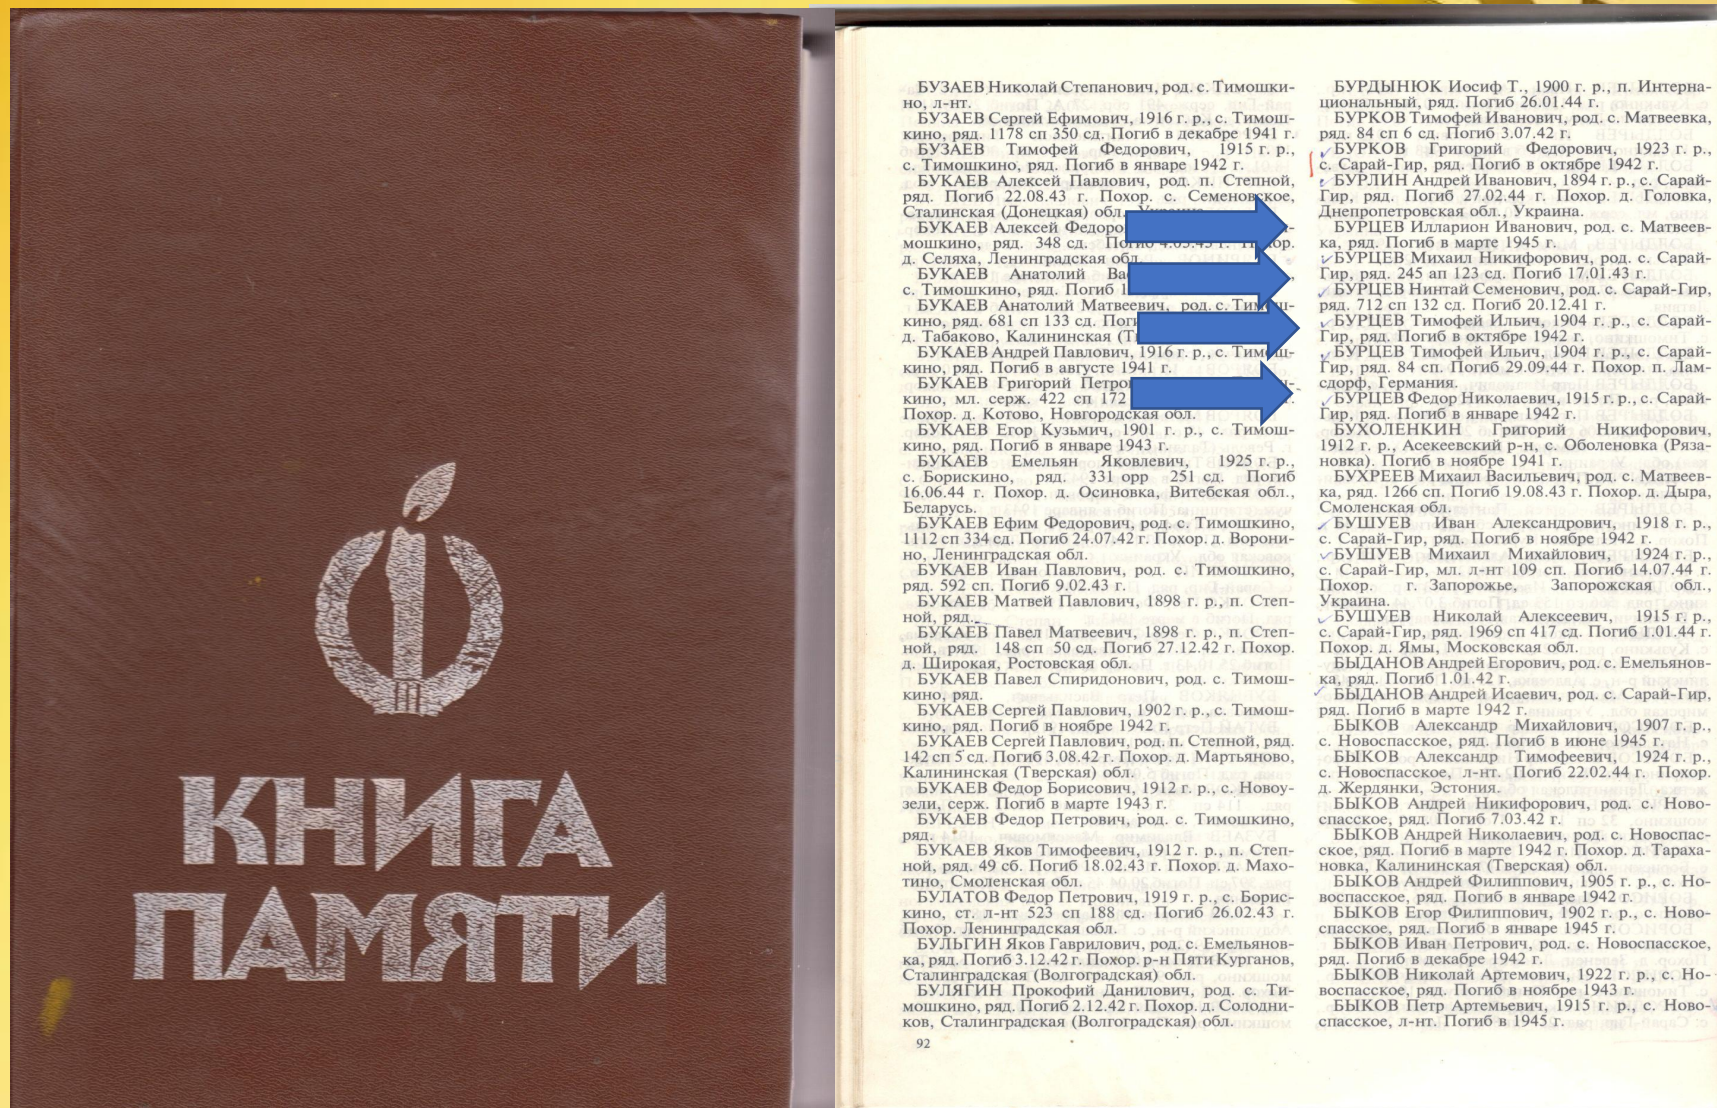 КНИГА
ПАМЯТИ
БУЗАЕВ Николай Степанович, род. с. Тимошки-
но, л-нт.
БУЗАЕВ Сергей Ефимович, 1916 г. р., с. Тимош-
кино, ряд. 1178 сп 350 сд. Погиб в декабре 1941 г.
БУЗАЕВ Тимофей Федорович, 1915 г. р.,
с. Тимошкино, ряд. Погиб в январе 1942 г.
БУКАЕВ Алексей Павлович, род. п. Степной,
ряд. Погиб 22.08.43 г. Похор. с. Семеновское,
Сталинская (Донецкая) обл.,
БУКАЕВ Алексей
мошкино, ряд. 348 сд.
д. Селяха, Ленинградская обл.
БУКАЕВ Анатолий
с. Тимошкино, ряд. Погиб
БУКАЕВ Анатолий Матвеевич, род. с. Тимош-
кино, ряд. 681 сп 133 сд.
д. Табаково, Калининская
БУКАЕВ Андрей Павлович, 1916 г. р., с. Тимош-
кино, ряд. Погиб в августе 1941 г.
БУКАЕВ Григорий
кино, мл. серж. 422 сп 172
Похор. д. Котово, Новгородская обл.
БУКАЕВ Егор Кузьмич, 1901 г. р., с. Тимош-
кино, ряд. Погиб в январе 1943 г.
БУКАЕВ Емельян Яковлевич, 1925 г. р.,
с. Борискино, ряд. 331 орр 251 сд. Погиб
16.06.44 г. Похор. д. Осиновка, Витебская обл.,
Беларусь.
БУКАЕВ Ефим Федорович, род. с. Тимошкино,
1112 сп 334 сд. Погиб 24.07.42 г. Похор. д. Ворони-
но, Ленинградская обл.
БУКАЕВ Иван Павлович, род. с. Тимошкино,
ряд. 592 сп. Погиб 9.02.43 г.
БУКАЕВ Матвей Павлович, 1898 г. р., п. Степ-
ной, ряд.
БУКАЕВ Павел Матвеевич, 1898 г. р., п. Степ-
ной, ряд. 148 сп 50 сд. Погиб 27.12.42 г. Похор.
д. Широкая, Ростовская обл.
БУКАЕВ Павел Спиридонович, род. с. Тимош-
кино, ряд.
БУКАЕВ Сергей Павлович, 1902 г. р., с. Тимош-
кино, ряд. Погиб в ноябре 1942 г.
БУКАЕВ Сергей Павлович, род. п. Степной, ряд.
142 сп 5 сд. Погиб 3.08.42 г. Похор. д. Мартьяново,
Калининская (Тверская) обл.
БУКАЕВ Федор Борисович, 1912 г. р., с. Новоу-
зели, серж. Погиб в марте 1943 г.
БУКАЕВ Федор Петрович, род. с. Тимошкино,
ряд.
БУКАЕВ Яков Тимофеевич, 1912 г. р., п. Степ-
ной, ряд. 49 сб. Погиб 18.02.43 г. Похор. д. Махо-
тино, Смоленская обл.
БУЛАТОВ Федор Петрович, 1919 г. р., с. Борис-
кино, ст. л-нт 523 сп 188 сд. Погиб 26.02.43 г.
Похор. Ленинградская обл.
БУЛЬГИН Яков Гаврилович, род. с. Емельянов-
ка, ряд. Погиб 3.12.42 г. Похор. р-н Пяти Курганов,
Сталинградская (Волгоградская) обл.
БУЛЯГИН Прокофий Данилович, род. с. Ти-
мошкино, ряд. Погиб 2.12.42 г. Похор. д. Солодни-
ков, Сталинградская (Волгоградская) обл.
92
БУРДЫНЮК Иосиф Т., 1900 г. р., п. Интерна-
циональный, ряд. Погиб 26.01.44 г.
БУРКОВ Тимофей Иванович, род. с. Матвеевка,
ряд. 84 сп 6 сд. Погиб 3.07.42 г.
БУРКОВ Григорий Федорович, 1923 г. р.,
с. Сарай-Гир, ряд. Погиб в октябре 1942 г.
БУРЛИН Андрей Иванович, 1894 г. р., с. Сарай-
Гир, ряд. Погиб 27.02.44 г. Похор. д. Головка,
Днепропетровская обл., Украина.
БУРЦЕВ Илларион Иванович, род. с. Матвеев-
ка, ряд. Погиб в марте 1945 г.
БУРЦЕВ Михаил Никифорович, род. с. Сарай-
Гир, ряд. 245 ап 123 сд. Погиб 17.01.43 г.
БУРЦЕВ Нинтай Семенович, род. с. Сарай-Гир,
ряд. 712 сп 132 сд. Погиб 20.12.41 г.
БУРЦЕВ Тимофей Ильич, 1904 г. р., с. Сарай-
Гир, ряд. Погиб в октябре 1942 г.
БУРЦЕВ Тимофей Ильич, 1904 г. р., с. Сарай-
Гир, ряд. 84 сп. Погиб 29.09.44 г. Похор. п. Лам-
сдорф, Германия.
БУРЦЕВ Федор Николаевич, 1915 г. р., с. Сарай-
Гир, ряд. Погиб в январе 1942 г.
БУХОЛЕНКИН Григорий Никифорович,
1912 г. р., Асекеевский р-н, с. Оболеновка (Ряза-
новка). Погиб в ноябре 1941 г.
БУХРЕЕВ Михаил Васильевич, род. с. Матвеев-
ка, ряд. 1266 сп. Погиб 19.08.43 г. Похор. д. Дыра,
Смоленская обл.
БУШУЕВ Иван Александрович, 1918 г. р.,
с. Сарай-Гир, ряд. Погиб в ноябре 1942 г.
БУШУЕВ Михаил Михайлович, 1924 г. р.,
с. Сарай-Гир, мл. л-нт 109 сп. Погиб 14.07.44 г.
Похор. г. Запорожье, Запорожская обл.,
Украина.
БУШУЕВ Николай Алексеевич, 1915 г. р.,
с. Сарай-Гир, ряд. 1969 сп 417 сд. Погиб 1.01.44 г.
Похор. д. Ямы, Московская обл.
БЫДАНОВ Андрей Егорович, род. с. Емельянов-
ка, ряд. Погиб 1.01.42 г.
БЫДАНОВ Андрей Исаевич, род. с. Сарай-Гир,
ряд. Погиб в марте 1942 г.
БЫКОВ Александр Михайлович, 1907 г. р.,
с. Новоспасское, ряд. Погиб в июне 1945 г.
БЫКОВ Александр Тимофеевич, 1924 г. р.,
с. Новоспасское, л-нт. Погиб 22.02.44 г. Похор.
д. Жердянки, Эстония.
БЫКОВ Андрей Никифорович, род. с. Ново-
спасское, ряд. Погиб 7.03.42 г.
БЫКОВ Андрей Николаевич, род. с. Новоспас-
ское, ряд. Погиб в марте 1942 г. Похор. д. Тараха-
новка, Калининская (Тверская) обл.
БЫКОВ Андрей Филиппович, 1905 г. р., с. Но-
воспасское, ряд. Погиб в январе 1942 г.
БЫКОВ Егор Филиппович, 1902 г. р., с. Ново-
спасское, ряд. Погиб в январе 1945 г.
БЫКОВ Иван Петрович, род. с. Новоспасское,
ряд. Погиб в декабре 1942 г.
БЫКОВ Николай Артемович, 1922 г. р., с. Но-
воспасское, ряд. Погиб в ноябре 1943 г.
БЫКОВ Петр Артемьевич, 1915 г. р., с. Ново-
спасское, л-нт. Погиб в 1945 г.